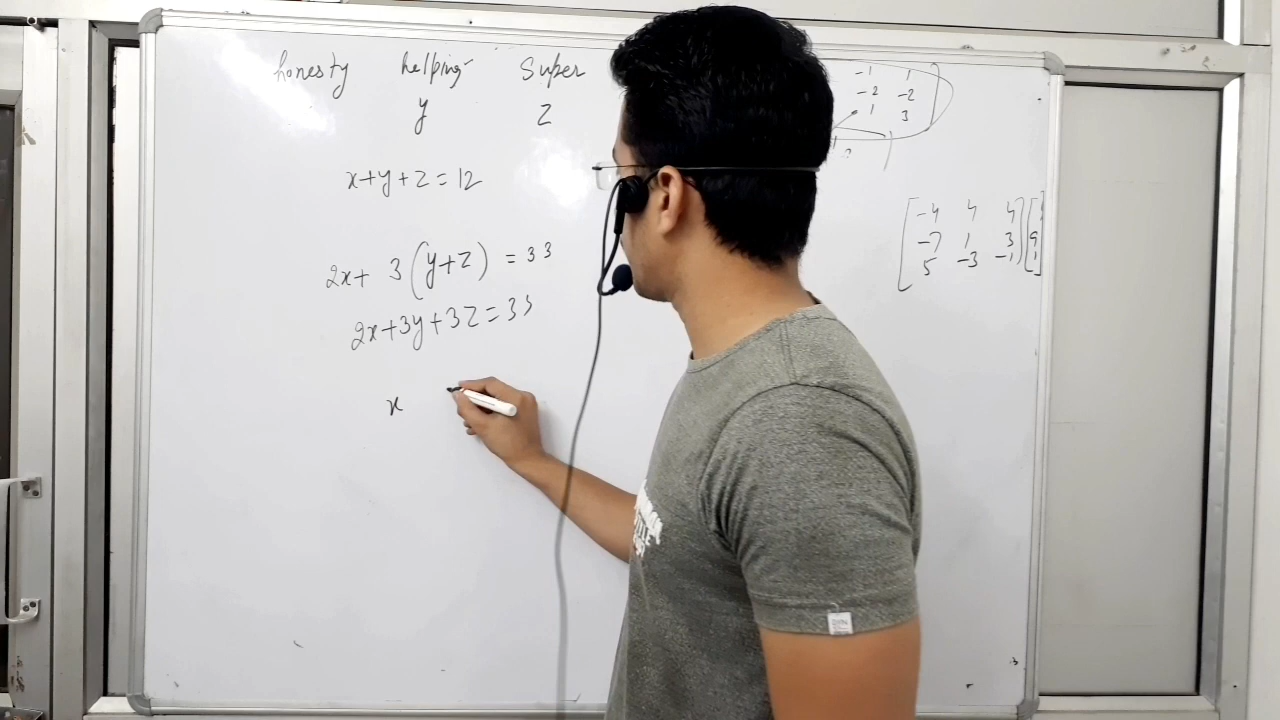 honesty helping Super
y z
x+y+z=12
2x+ 3(y+z) = 33
2x+3y+3z=33
x
-1 1
-2 -2
1 3
-4 4 4
-7 1 3
5 -3 -1